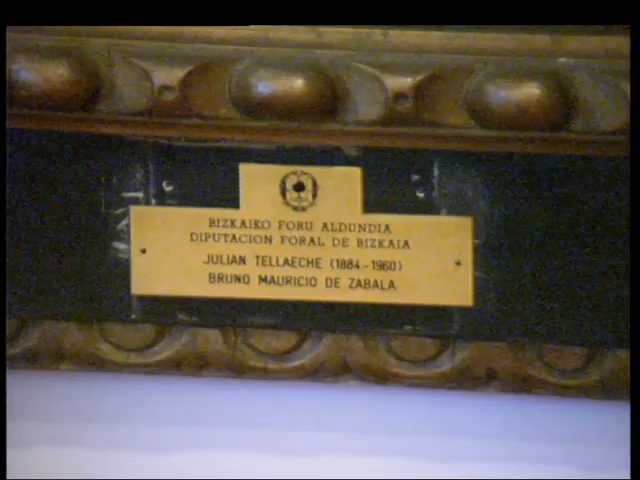 BIZKAIKO FORU ALDUNDIA
DIPUTACION FORAL DE BIZKAIA
JULIAN TELLAECHE (1884-1960)
BRUNO MAURICIO DE ZABALA